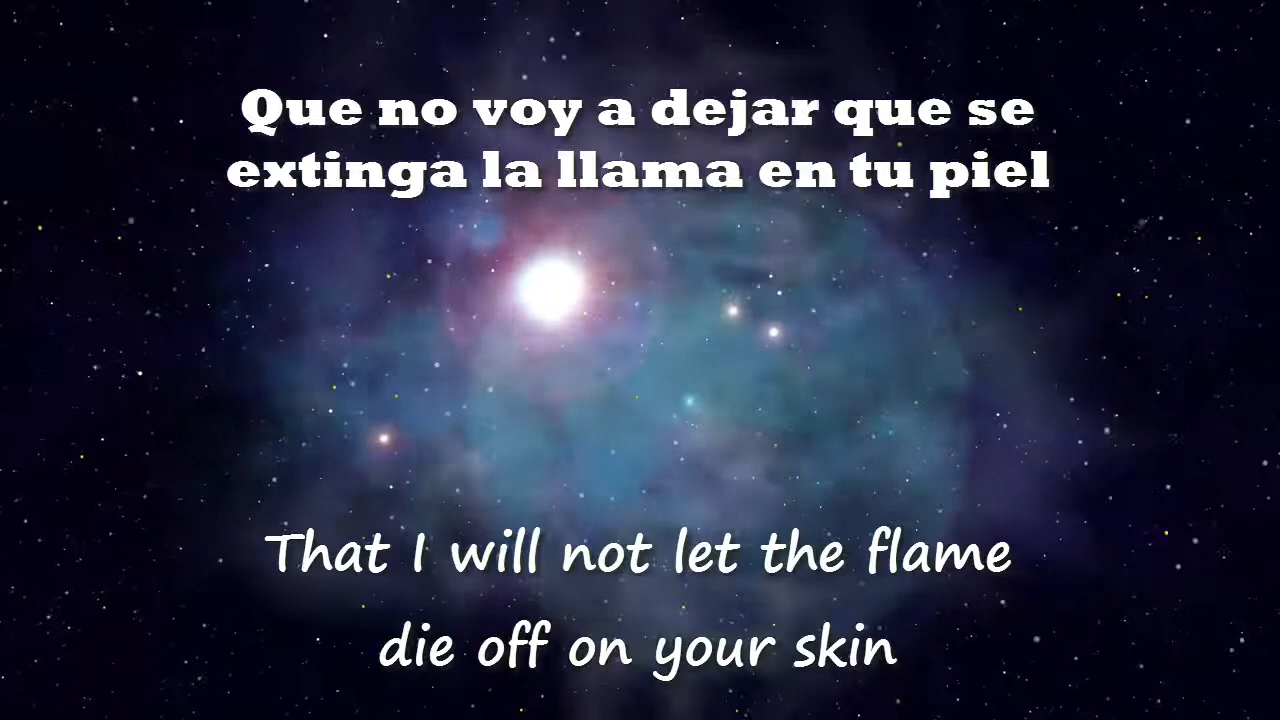 Que no voy a dejar que se
extinga la llama en tu piel
That I will not let the flame
die off on your skin